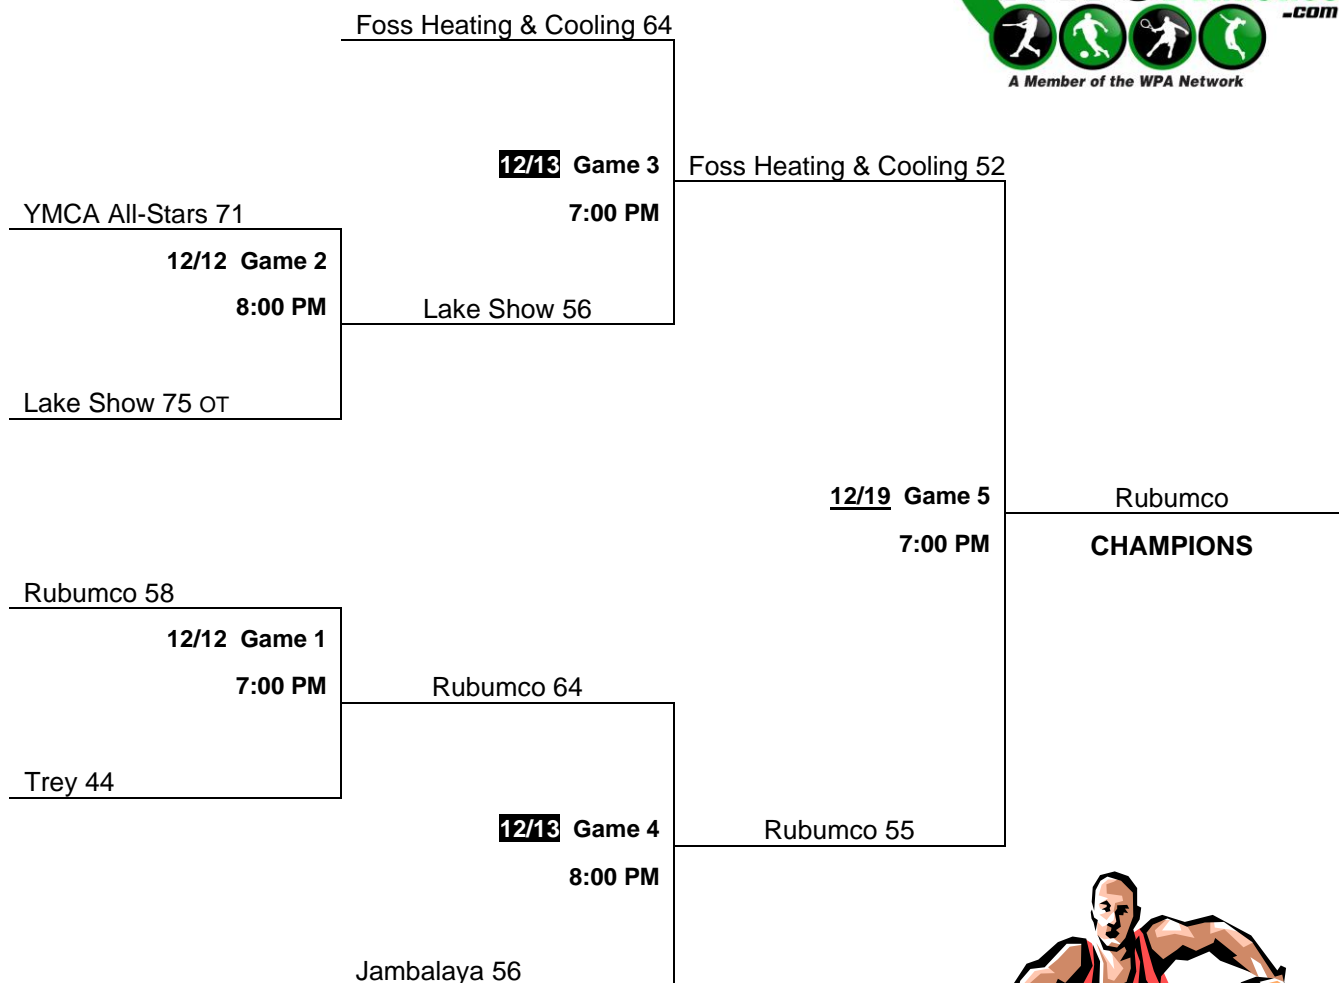 -com
Foss Heating & Cooling 64
A Member of the WPA Network
12/13 Game 3
Foss Heating & Cooling 52
YMCA All-Stars 71
7:00 PM
12/12 Game 2
8:00 PM
Lake Show 56
Lake Show 75 OT
12/19 Game 5
Rubumco
7:00 PM
CHAMPIONS
Rubumco 58
12/12 Game 1
7:00 PM
Rubumco 64
Trey 44
12/13 Game 4
Rubumco 55
8:00 PM
Jambalaya 56